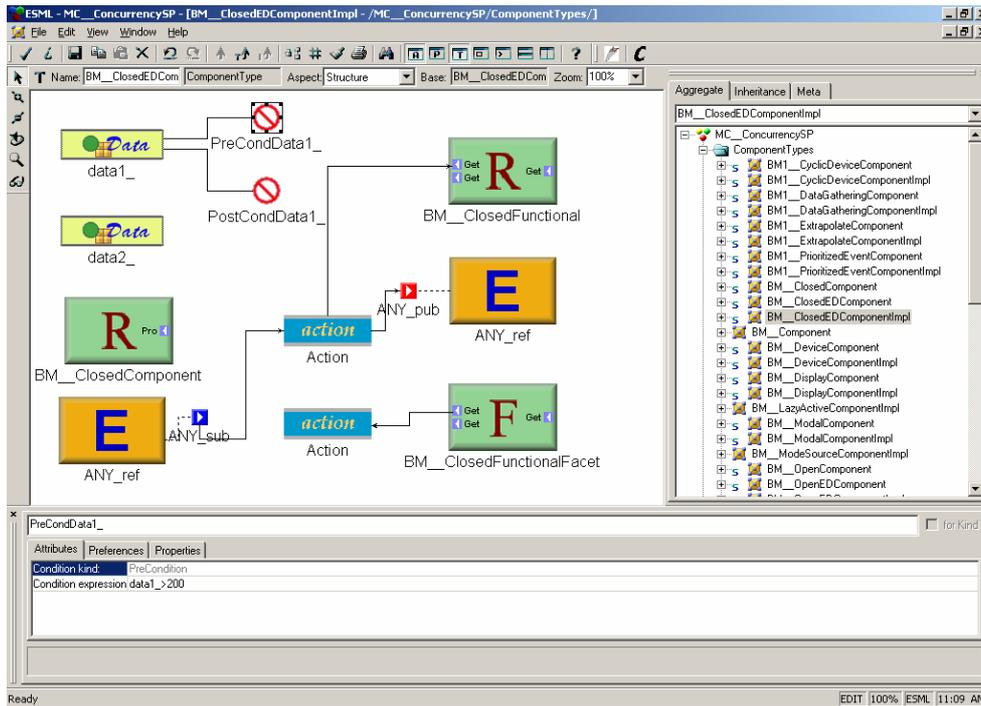 ESML - MC__ConcurrencySP - [BM__ClosedEDComponentImpl - /MC__ConcurrencySP/ComponentTypes/]
File Edit View Window Help
Name: BM__ClosedEDCom ComponentType Aspect: Structure Base: BM__ClosedEDCom Zoom: 100%
Data
data1_
PreCondData1_
PostCondData1_
Data
data2_
Get
Get
R
Get
BM__ClosedFunctional
R
Pro
BM__ClosedComponent
action
Action
ANY_pub
E
ANY_ref
E
ANY_ref
ANY_sub
action
Action
Get
Get
F
Get
BM__ClosedFunctionalFacet
Aggregate Inheritance Meta
BM__ClosedEDComponentImpl
MC__ConcurrencySP
ComponentTypes
BM1__CyclicDeviceComponent
BM1__CyclicDeviceComponentImpl
BM1__DataGatheringComponent
BM1__DataGatheringComponentImpl
BM1__ExtrapolateComponent
BM1__ExtrapolateComponentImpl
BM1__PrioritizedEventComponent
BM1__PrioritizedEventComponentImpl
BM__ClosedComponent
BM__ClosedEDComponent
BM__ClosedEDComponentImpl
BM__Component
BM__DeviceComponent
BM__DeviceComponentImpl
BM__DisplayComponent
BM__DisplayComponentImpl
BM__LazyActiveComponentImpl
BM__ModalComponent
BM__ModalComponentImpl
BM__ModeSourceComponentImpl
BM__OpenComponent
BM__OpenEDComponent
PreCondData1_
for Kind
Attributes Preferences Properties
Condition kind: PreCondition
Condition expression data1_>200
Ready
EDIT 100% ESML 11:09 AM